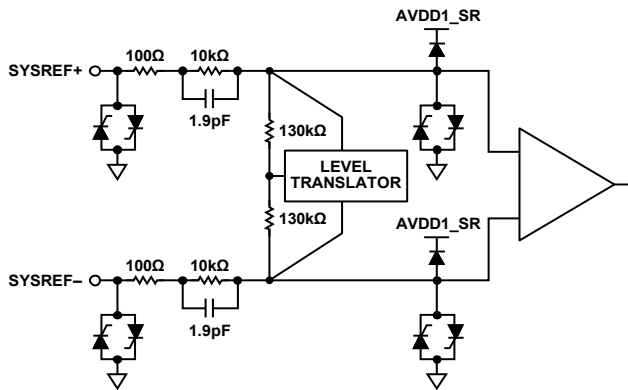 AVDD1_SR
100Ω
10kΩ
SYSREF+
1.9pF
130kΩ
LEVEL
TRANSLATOR
130kΩ
AVDD1_SR
100Ω
10kΩ
SYSREF–
1.9pF